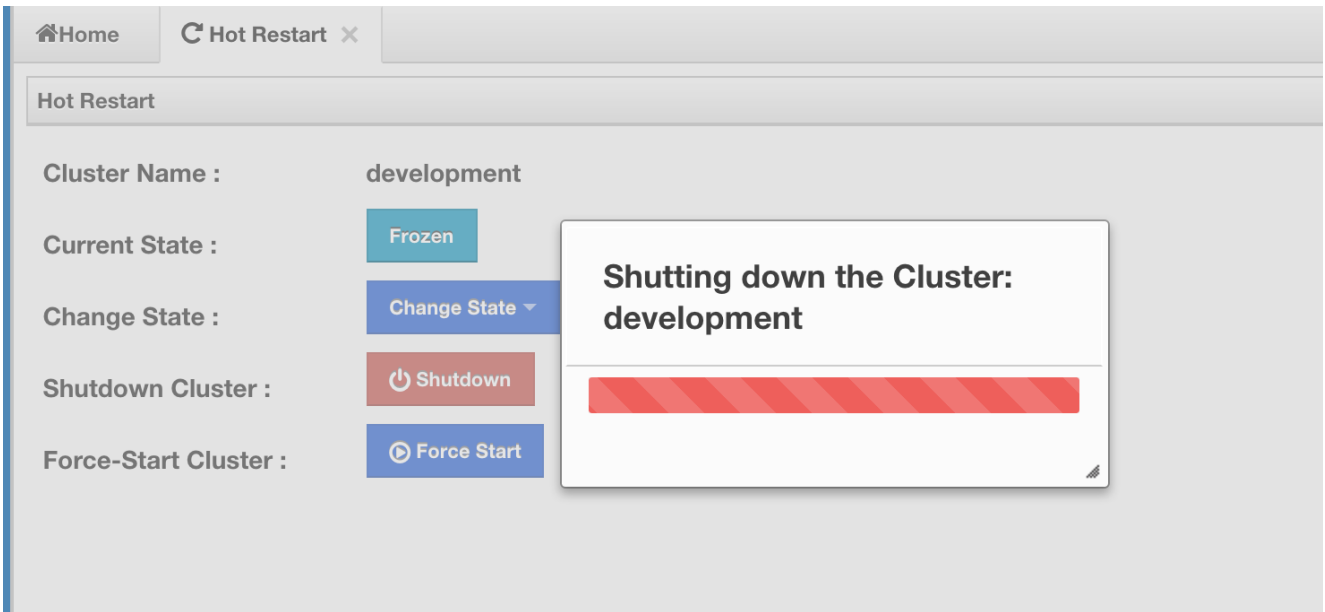 Home
Hot Restart
Hot Restart
Cluster Name : development
Current State : Frozen
Change State : Change State
Shutdown Cluster : Shutdown
Force-Start Cluster : Force Start
Shutting down the Cluster:
development